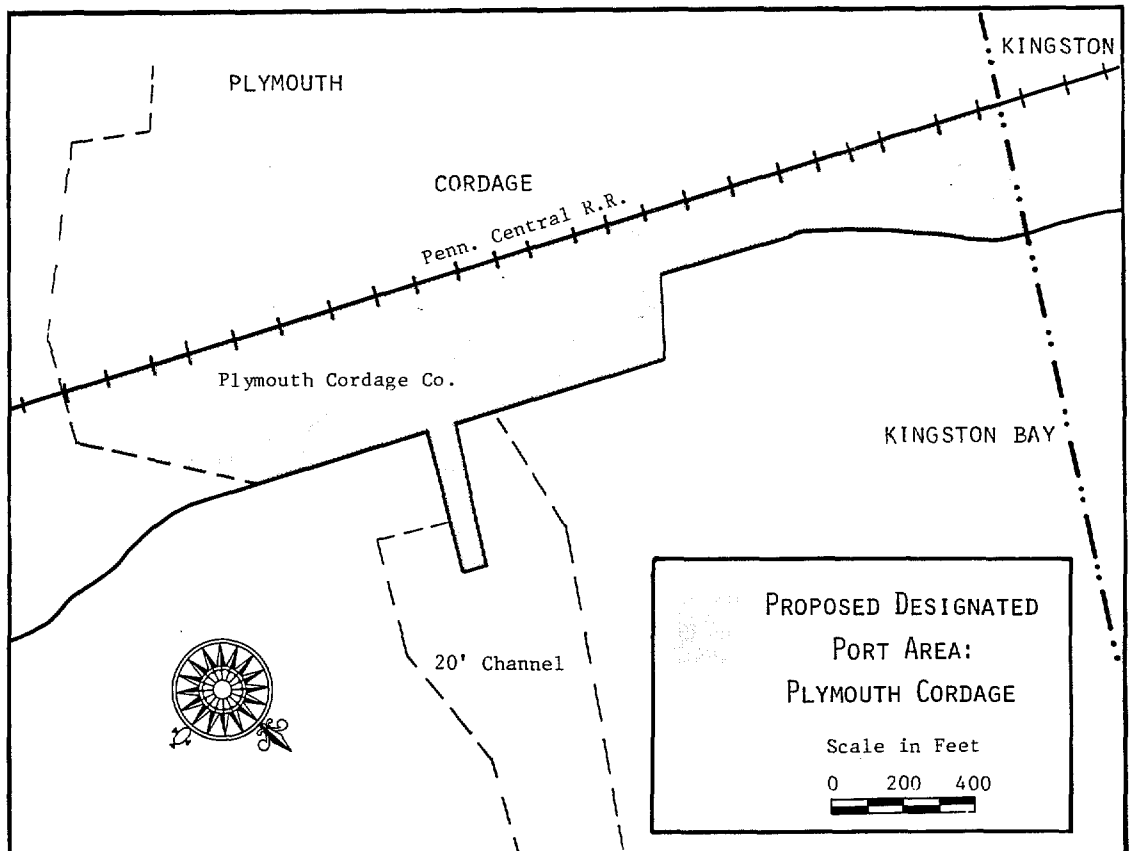 KINGSTON
PLYMOUTH
CORDAGE
Penn. Central R.R.
Plymouth Cordage Co.
KINGSTON BAY
20' Channel
PROPOSED DESIGNATED
PORT AREA:
PLYMOUTH CORDAGE
Scale in Feet
0 200 400